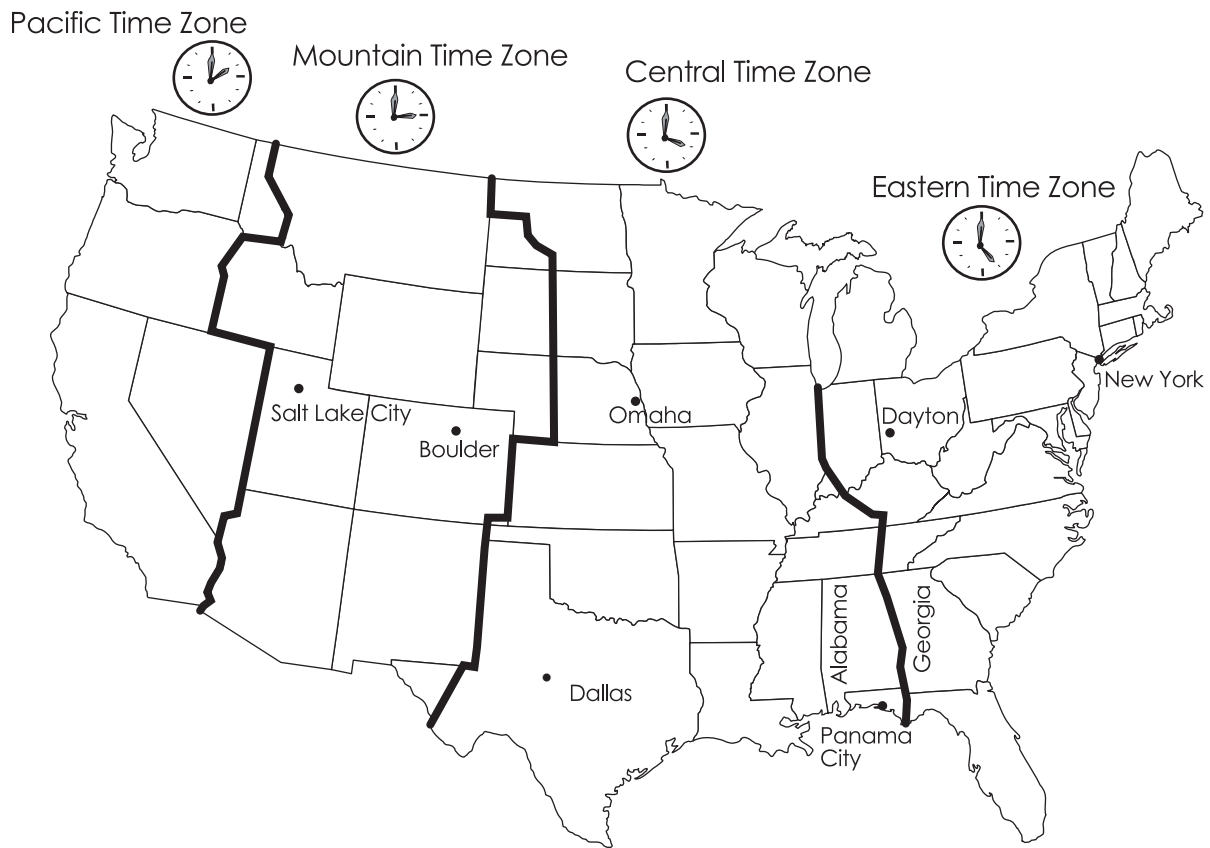 Pacific Time Zone
Mountain Time Zone
Central Time Zone
Eastern Time Zone
New York
Salt Lake City
Omaha
Dayton
Boulder
Alabama
Georgia
Dallas
Panama
City